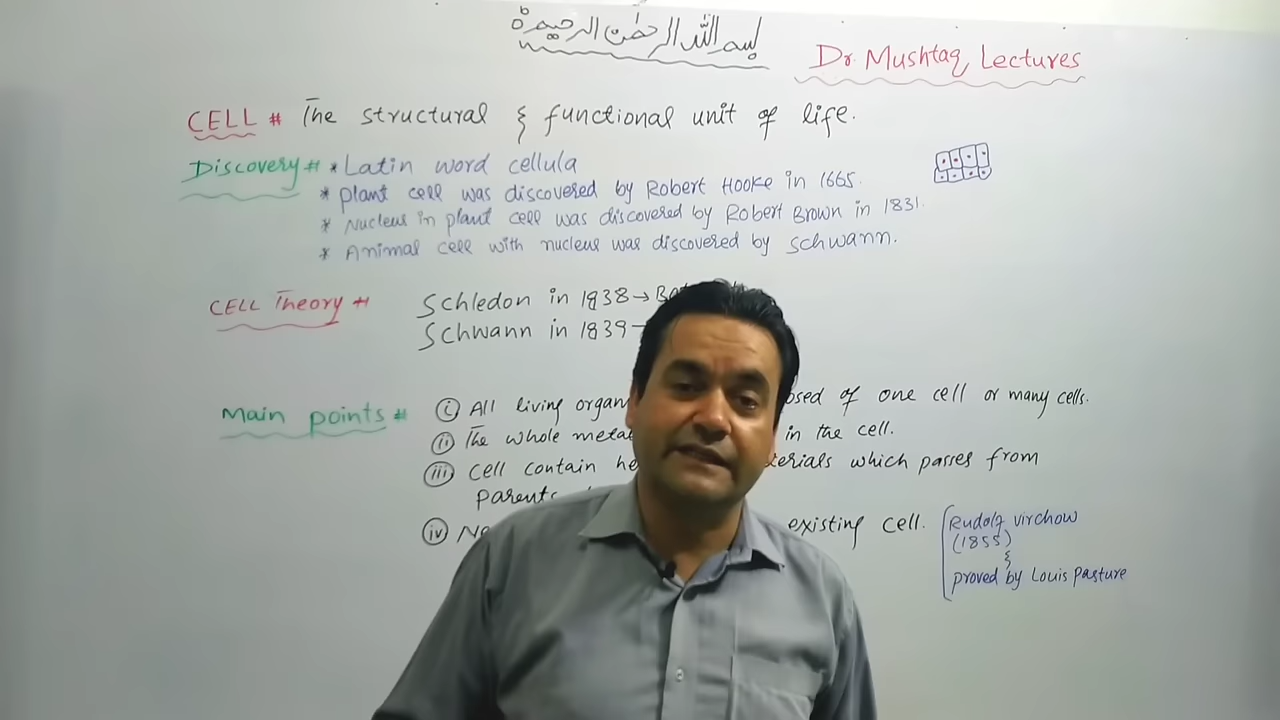 بسم اللہ الرحمٰن الرحیم
Dr Mushtaq Lectures
CELL # The structural & functional unit of life.
Discovery # * Latin word cellula
* Plant cell was discovered by Robert Hooke in 1665.
* Nucleus in plant cell was discovered by Robert Brown in 1831.
* Animal cell with nucleus was discovered by Schwann.
CELL Theory # Schledon in 1838 →
Schwann in 1839 →
Main points # (i) All living of one cell or many cells.
(ii) The whole in the cell.
(iii) Cell contain which passes from
parents
(iv) existing cell.
Rudolf virchow
(1855)
&
proved by Louis Pasture